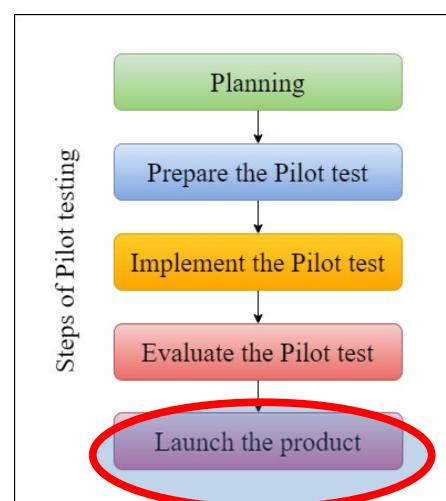 Steps of Pilot testing
Planning
Prepare the Pilot test
Implement the Pilot test
Evaluate the Pilot test
Launch the product